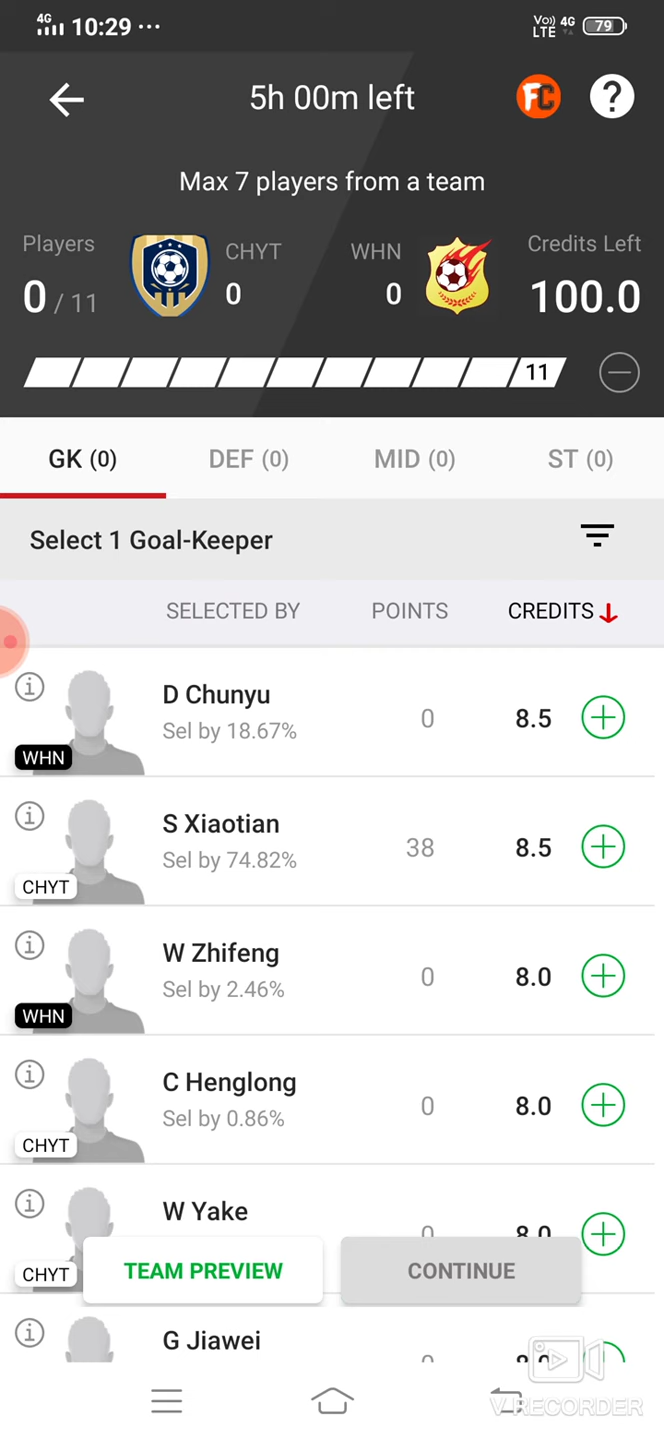 4G 10:29 ... Vo)) LTE 4G 79
5h 00m left FC ?
Max 7 players from a team
Players CHYT WHN Credits Left
0 / 11 0 0 100.0
11
GK (0) DEF (0) MID (0) ST (0)
Select 1 Goal-Keeper
SELECTED BY POINTS CREDITS
D Chunyu
Sel by 18.67% 0 8.5
WHN
S Xiaotian
Sel by 74.82% 38 8.5
CHYT
W Zhifeng
Sel by 2.46% 0 8.0
WHN
C Henglong
Sel by 0.86% 0 8.0
CHYT
W Yake
0 8.0
CHYT
TEAM PREVIEW CONTINUE
G Jiawei
V RECORDER